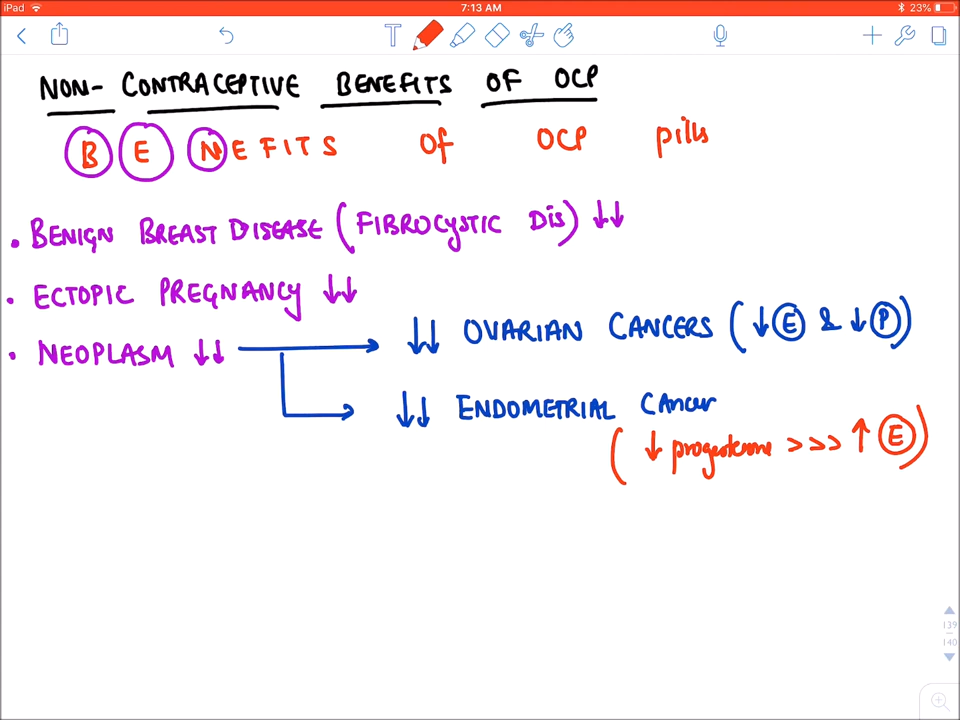 iPad 7:13 AM 23%
T
NON- CONTRACEPTIVE BENEFITS OF OCP
BENEFITS Of OCP pills
• BENIGN BREAST DISEASE (FIBROCYSTIC DIS) ↓↓
• ECTOPIC PREGNANCY ↓↓
• NEOPLASM ↓↓ → ↓↓ OVARIAN CANCERS (↓ E & ↓ P)
↓↓ ENDOMETRIAL CAncer
(↓ >>> ↑ E)
139
140